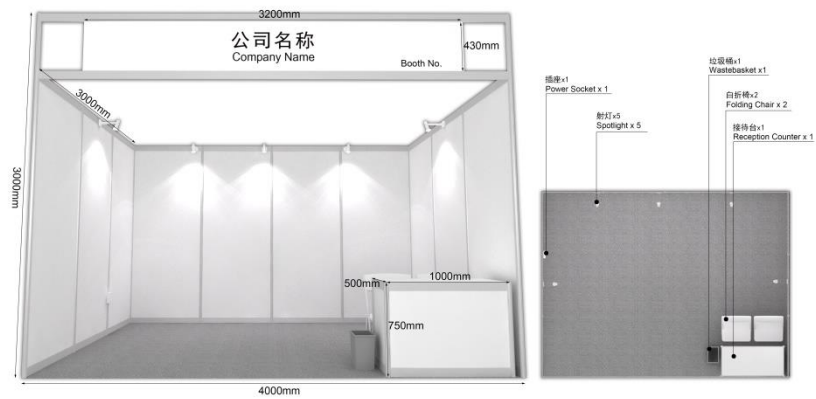 3200mm
公司名称
Company Name
Booth No.
430mm
3000mm
3000mm
500mm
1000mm
750mm
4000mm
垃圾桶x1
Wastebasket x1
插座x1
Power Socket x 1
白折椅x2
Folding Chair x 2
射灯x5
Spotlight x 5
接待台x1
Reception Counter x 1